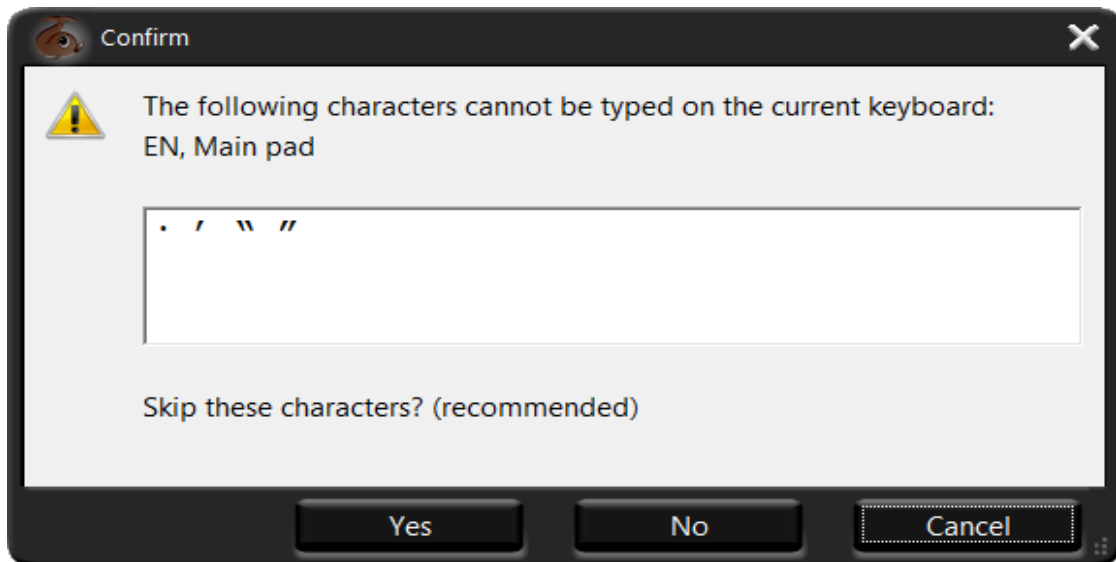 Confirm
The following characters cannot be typed on the current keyboard:
EN, Main pad
· ’ “ ”
Skip these characters? (recommended)
Yes No Cancel